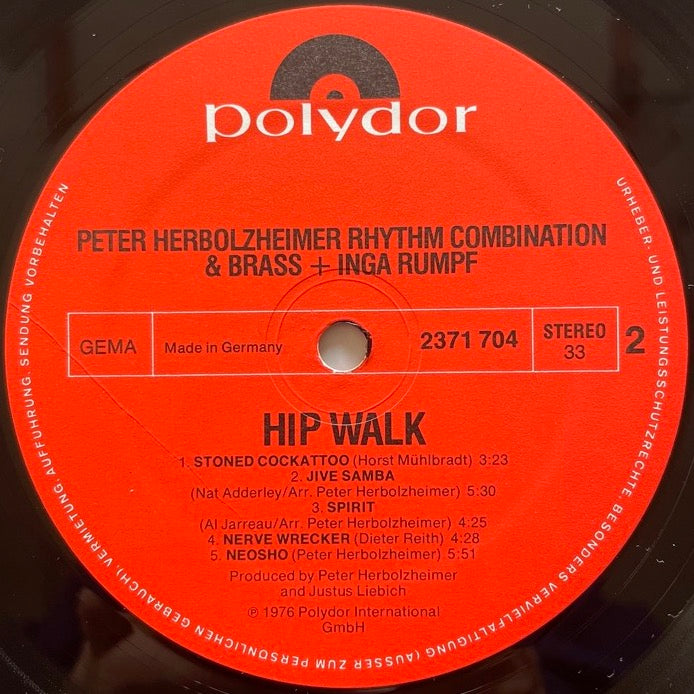 polydor
PETER HERBOLZHEIMER RHYTHM COMBINATION
& BRASS + INGA RUMPF
GEMA
Made in Germany
2371 704
STEREO
33
2
HIP WALK
1. STONED COCKATTOO (Horst Mühlbradt) 3:23
2. JIVE SAMBA
(Nat Adderley/Arr. Peter Herbolzheimer) 5:30
3. SPIRIT
(Al Jarreau/Arr. Peter Herbolzheimer) 4:25
4. NERVE WRECKER (Dieter Reith) 4:28
5. NEOSHO (Peter Herbolzheimer) 5:51
Produced by Peter Herbolzheimer
and Justus Liebich
℗ 1976 Polydor International
GmbH
URHEBER- UND LEISTUNGSSCHUTZRECHTE, BESONDERS VERVIELFÄLTIGUNG (AUSSER ZUM PERSÖNLICHEN GEBRAUCH), VERMIETUNG, AUFFÜHRUNG, SENDUNG VORBEHALTEN